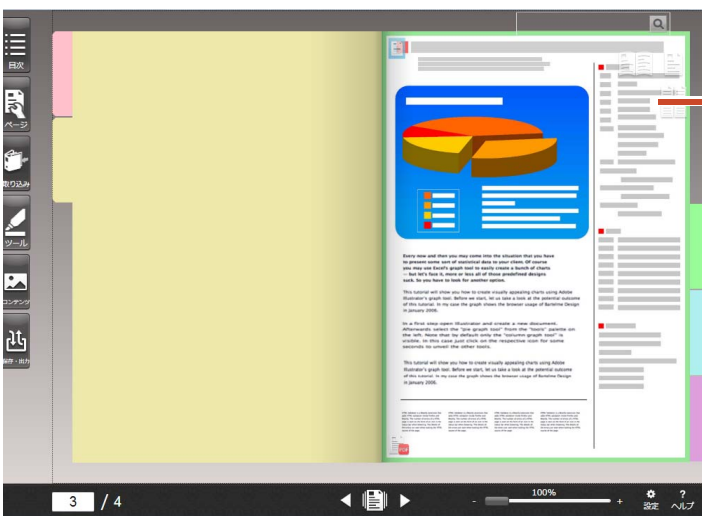 目次
ページ
取り込み
ツール
コンテンツ
保存・出力
Every now and then you may come into the situation that you have
to present some sort of statistical data to your client. Of course
you may use Excel's graph tool to easily create a bunch of charts
— but let's face it, more or less all of those predefined designs
suck. So you have to look for another option.
This tutorial will show you how to create visually appealing charts using Adobe
Illustrator's graph tool. Before we start, let us take a look at the potential outcome
of this tutorial. In my case the graph shows the browser usage of Barteline Design
in January 2008.
In a first step open Illustrator and create a new document.
Afterwards select the "pie graph tool" from the "tools" palette on
the left. Note that by default only the "column graph tool" is
visible. In this case just click on the respective icon for some
seconds to unveil the other tools.
This tutorial will show you how to create visually appealing charts using Adobe
Illustrator's graph tool. Before we start, let us take a look at the potential outcome
of this tutorial. In my case the graph shows the browser usage of Barteline Design
in January 2008.
PDF
3 / 4
- 100% +
設定
? ヘルプ